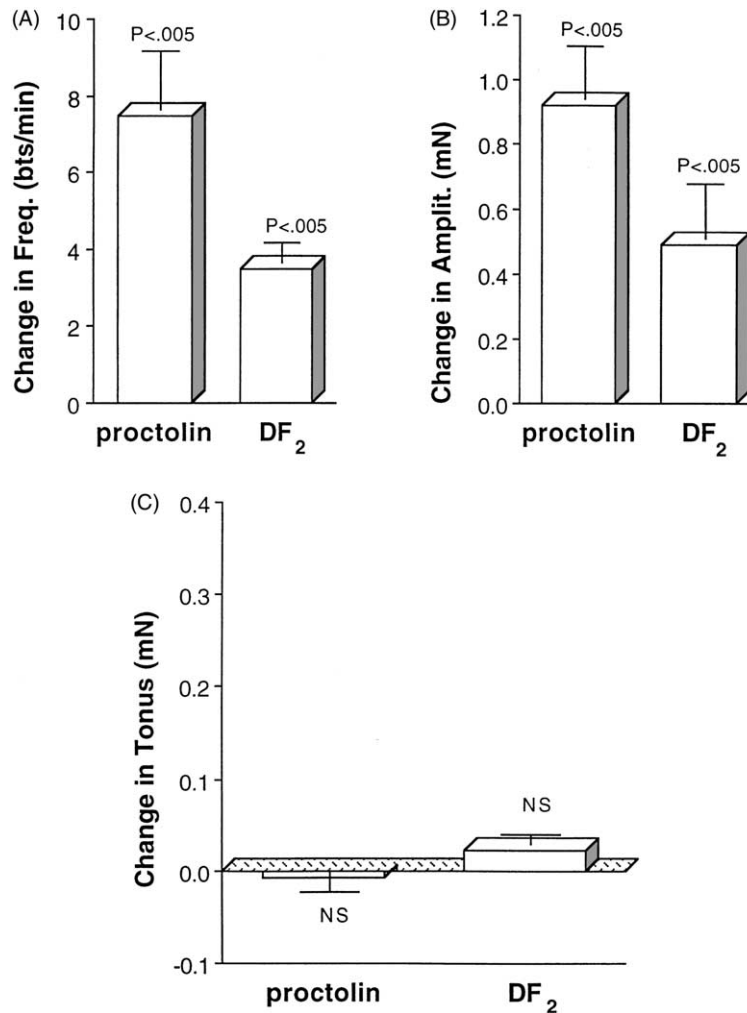 (A)
Change in Freq. (bts/min)
10
8
6
4
2
0
P<.005
P<.005
proctolin DF2
(B)
Change in Amplit. (mN)
1.2
1.0
0.8
0.6
0.4
0.2
0.0
P<.005
P<.005
proctolin DF2
(C)
Change in Tonus (mN)
0.4
0.3
0.2
0.1
0.0
-0.1
NS
NS
proctolin DF2